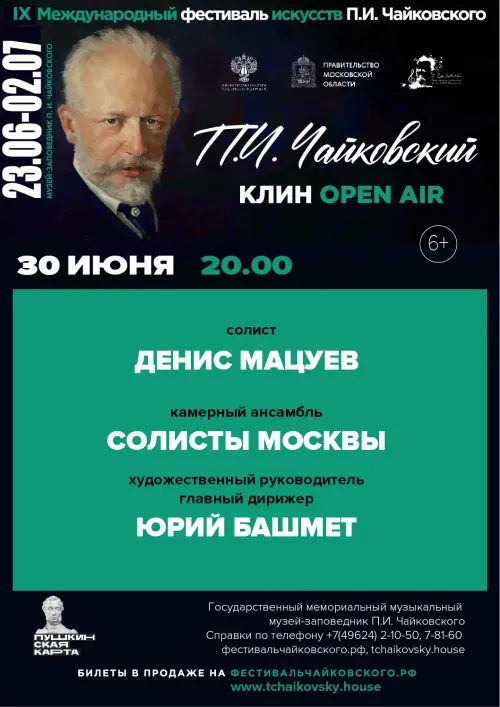 IX Международный фестиваль искусств П.И. Чайковского
23.06-02.07
МУЗЕЙ-ЗАПОВЕДНИК П. И. ЧАЙКОВСКОГО
ПРАВИТЕЛЬСТВО
МОСКОВСКОЙ
ОБЛАСТИ
П.И. Чайковский
КЛИН OPEN AIR
6+
30 ИЮНЯ 20.00
солист
ДЕНИС МАЦУЕВ
камерный ансамбль
СОЛИСТЫ МОСКВЫ
художественный руководитель
главный дирижер
ЮРИЙ БАШМЕТ
ПУШКИН
СКАЯ
КАРТА
Государственный мемориальный музыкальный
музей-заповедник П.И. Чайковского
Справки по телефону +7(49624) 2-10-50, 7-81-60
фестивальчайковского.рф, tchaikovsky.house
БИЛЕТЫ В ПРОДАЖЕ НА ФЕСТИВАЛЬЧАЙКОВСКОГО.РФ
www.tchaikovsky.house